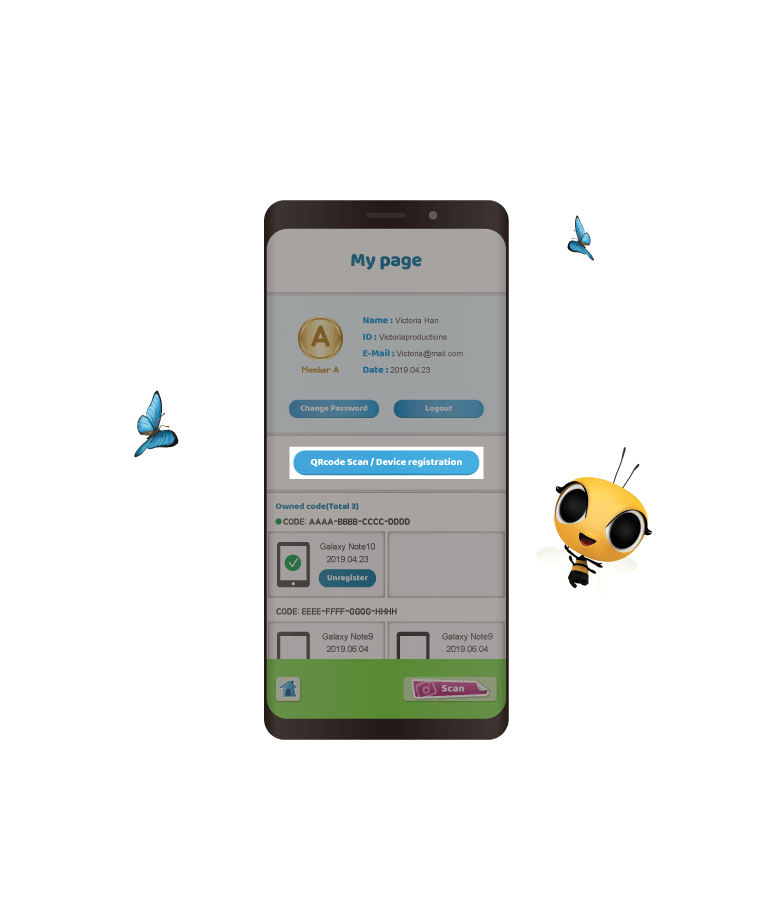 My page
A
Member A
Name : Victoria Han
ID : Victoriaproductions
E-Mail : Victoria@mail.com
Date : 2019.04.23
Change Password
Logout
QRcode Scan / Device registration
Owned code(Total 3)
CODE: AAAA-BBBB-CCCC-DDDD
Galaxy Note10
2019.04.23
Unregister
CODE: EEEE-FFFF-GGGG-HHHH
Galaxy Note9
2019.06.04
Galaxy Note9
2019.06.04
Scan